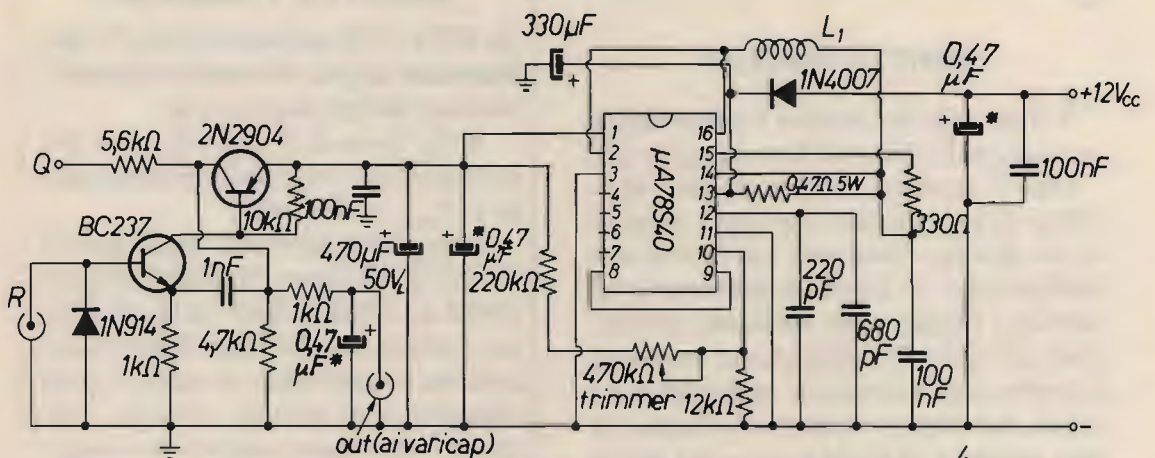 330µF
+
L1
1N4007
0,47
µF
+
*
+12Vcc
100nF
Q
5,6kΩ
2N2904
10kΩ
100nF
BC237
1nF
R
1N914
1kΩ
4,7kΩ
1kΩ
0,47
µF*
+
out (ai varicap)
+
470µF
50VL
+
*0,47
µF
220kΩ
1
2
3
4
5
6
7
8
µA78S40
16
15
14
13
12
11
10
9
0,47Ω 5W
330Ω
220
pF
680
pF
100
nF
470kΩ
trimmer
12kΩ
-